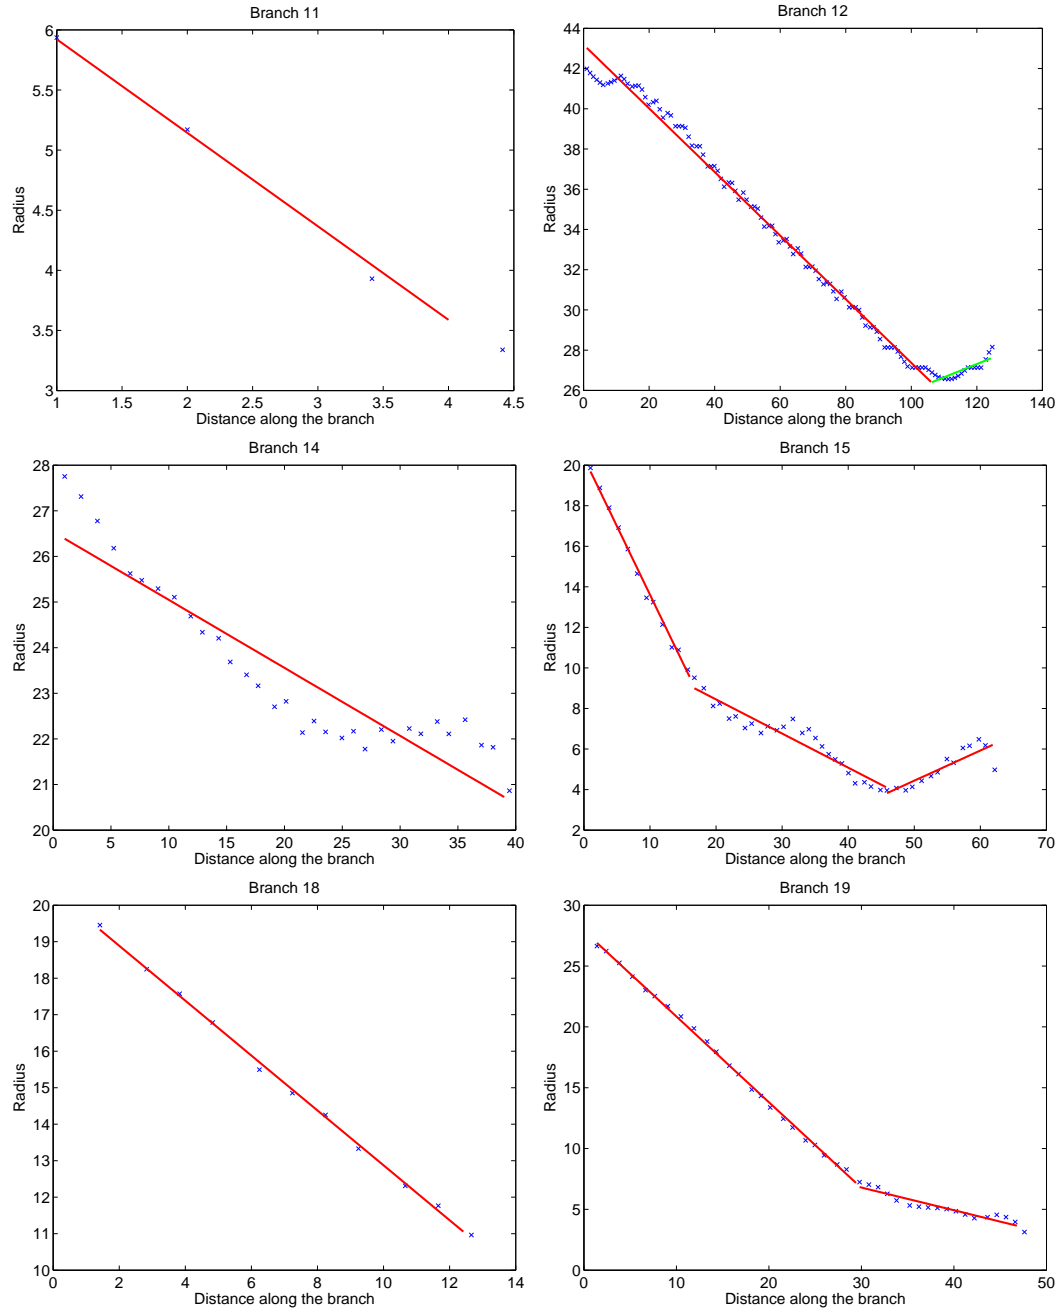 Branch 11
Radius
6
5.5
5
4.5
4
3.5
3
1 1.5 2 2.5 3 3.5 4 4.5
Distance along the branch
Branch 12
Radius
44
42
40
38
36
34
32
30
28
26
0 20 40 60 80 100 120 140
Distance along the branch
Branch 14
Radius
28
27
26
25
24
23
22
21
20
0 5 10 15 20 25 30 35 40
Distance along the branch
Branch 15
Radius
20
18
16
14
12
10
8
6
4
2
0 10 20 30 40 50 60 70
Distance along the branch
Branch 18
Radius
20
19
18
17
16
15
14
13
12
11
10
0 2 4 6 8 10 12 14
Distance along the branch
Branch 19
Radius
30
25
20
15
10
5
0
0 10 20 30 40 50
Distance along the branch